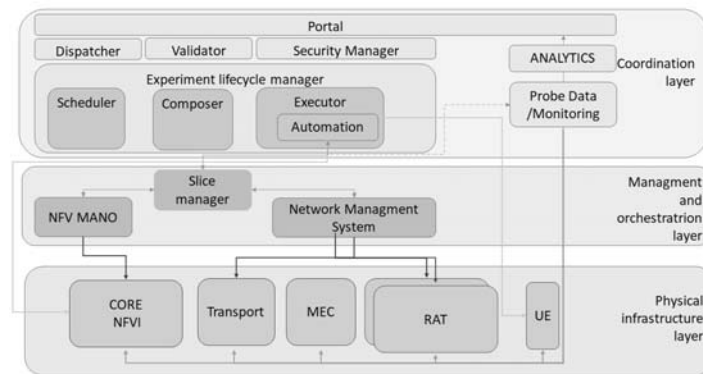 Portal
Dispatcher
Validator
Security Manager
ANALYTICS
Coordination
layer
Experiment lifecycle manager
Scheduler
Composer
Executor
Automation
Probe Data
/Monitoring
Slice
manager
Managment
and
orchestratrion
layer
NFV MANO
Network Managment
System
CORE
NFVI
Transport
MEC
RAT
UE
Physical
infrastructure
layer